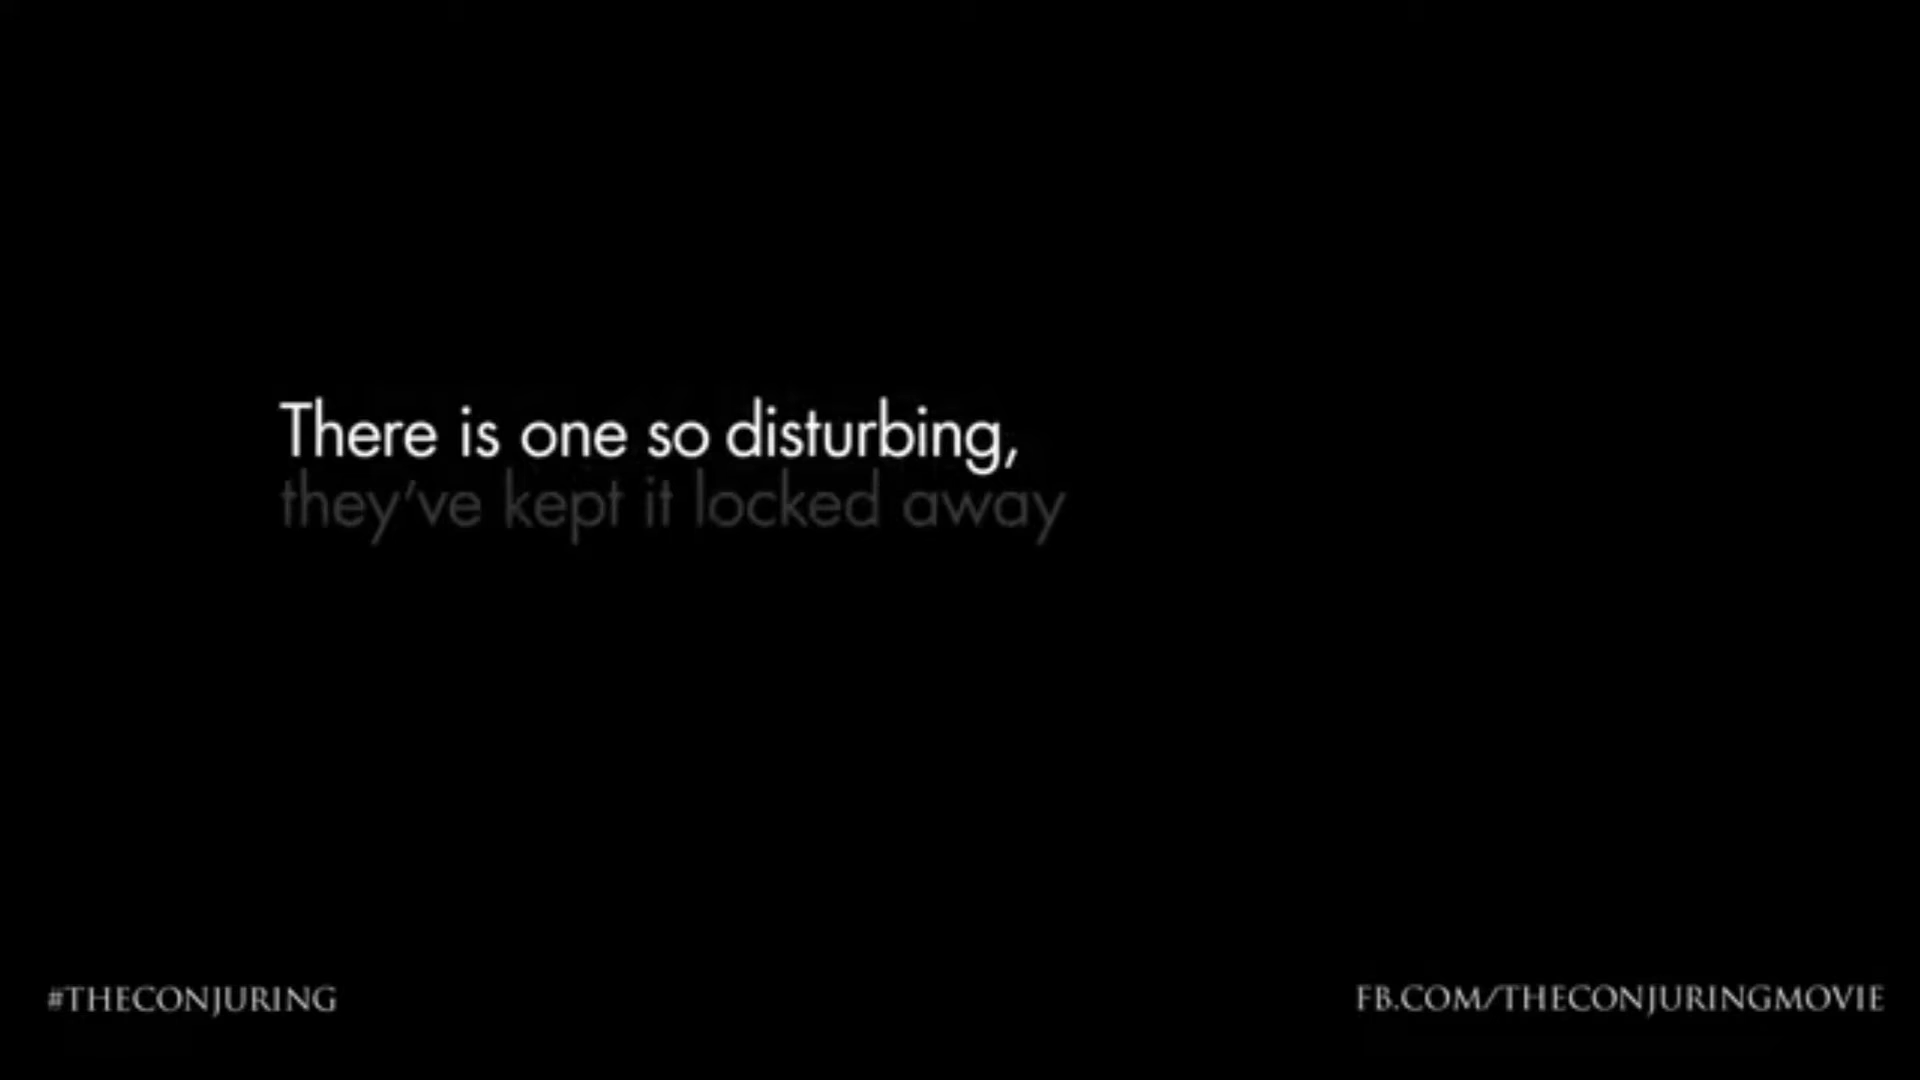 There is one so disturbing,
they've kept it locked away
#THECONJURING
FB.COM/THECONJURINGMOVIE